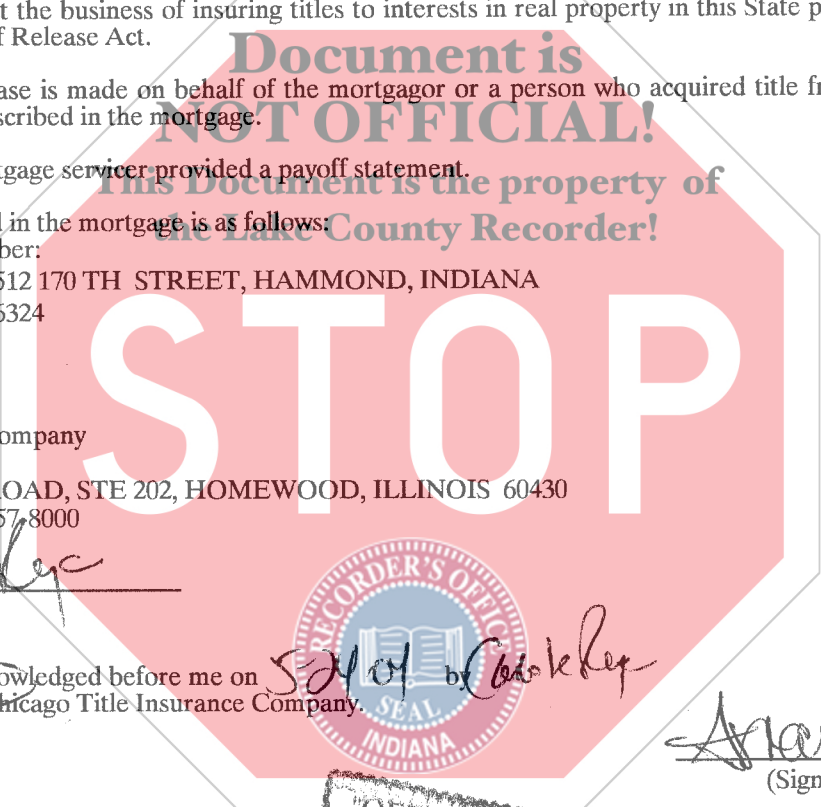 t the business of insuring titles to interests in real property in this State p
f Release Act.
Document is
ase is made on behalf of the mortgagor or a person who acquired title fr
NOT OFFICIAL!
scribed in the mortgage.
tgage servicer provided a payoff statement.
This Document is the property of
l in the mortgage is as follows:
the Lake County Recorder!
ber:
512 170 TH STREET, HAMMOND, INDIANA
6324
STOP
ompany
OAD, STE 202, HOMEWOOD, ILLINOIS 60430
57,8000
RECORDER'S OFFICE
owledged before me on 5-24 04 by
hicago Title Insurance Company.
SEAL
INDIANA
(Sign